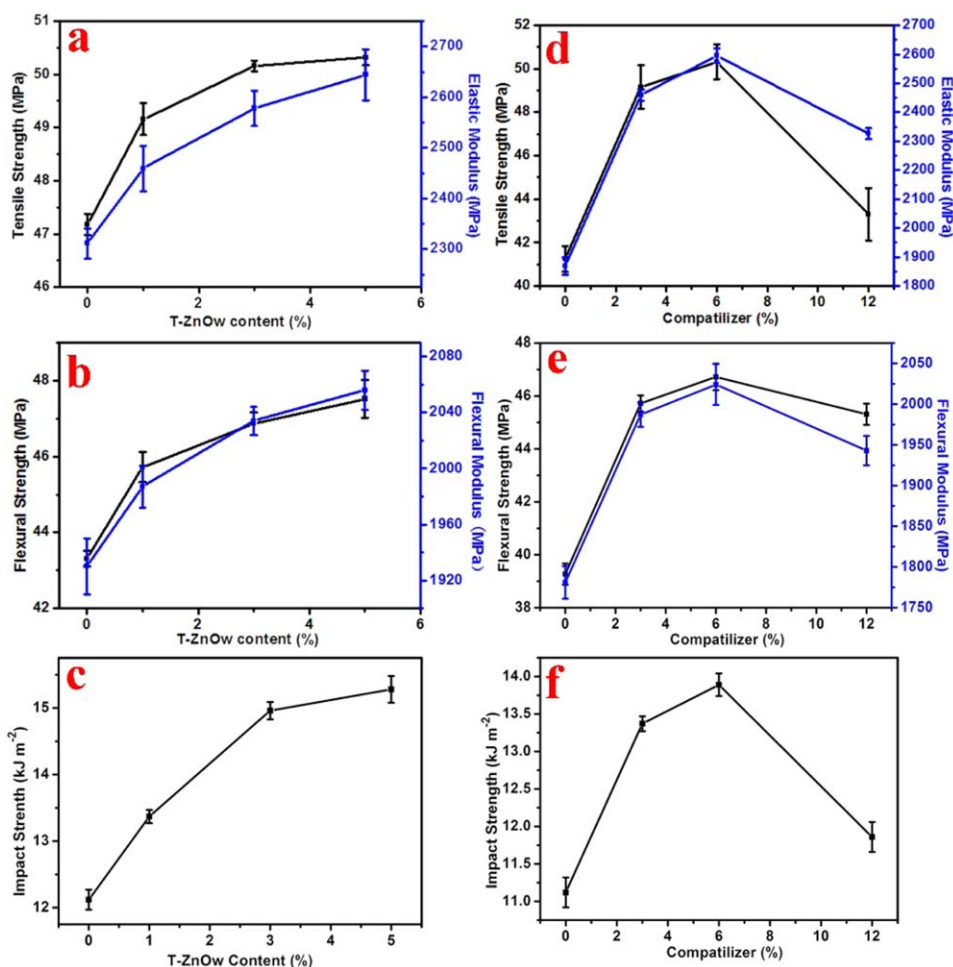 a
51
50
49
48
47
46
Tensile Strength (MPa)
2700
2600
2500
2400
2300
Elastic Modulus (MPa)
0 2 4 6
T-ZnOw content (%)
d
52
50
48
46
44
42
40
Tensile Strength (MPa)
2700
2600
2500
2400
2300
2200
2100
2000
1900
1800
Elastic Modulus (MPa)
0 2 4 6 8 10 12
Compatilizer (%)
b
48
46
44
42
Flexural Strength (MPa)
2080
2040
2000
1960
1920
Flexural Modulus (MPa)
0 2 4 6
T-ZnOw content (%)
e
48
46
44
42
40
38
Flexural Strength (MPa)
2050
2000
1950
1900
1850
1800
1750
Flexural Modulus (MPa)
0 2 4 6 8 10 12
Compatilizer (%)
c
15
14
13
12
Impact Strenth (kJ m⁻²)
0 1 2 3 4 5
T-ZnOw Content (%)
f
14.0
13.5
13.0
12.5
12.0
11.5
11.0
Impact Strength (kJ m⁻²)
0 2 4 6 8 10 12
Compatilizer (%)